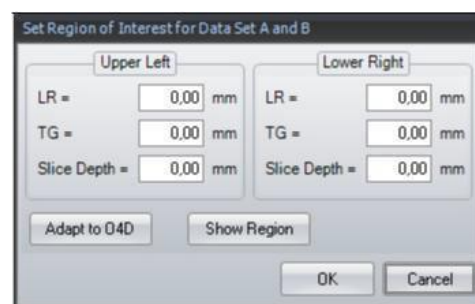 Set Region of Interest for Data Set A and B
Upper Left Lower Right
LR = 0,00 mm LR = 0,00 mm
TG = 0,00 mm TG = 0,00 mm
Slice Depth = 0,00 mm Slice Depth = 0,00 mm
Adapt to O4D Show Region
OK Cancel